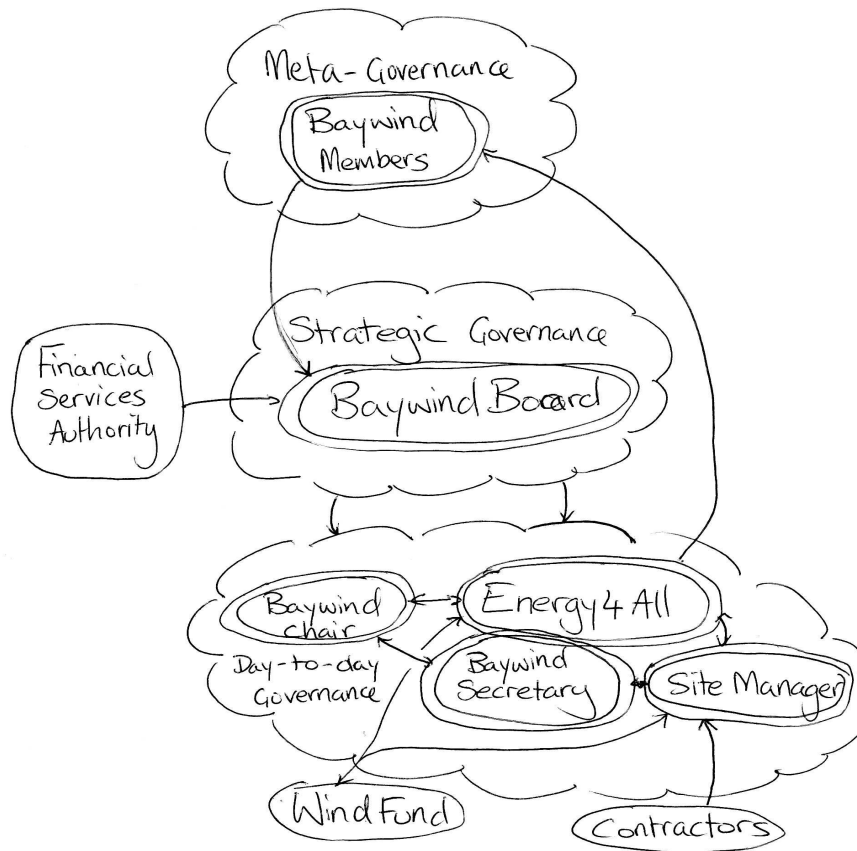 Meta-Governance
Baywind
Members
Strategic Governance
Financial
Services
Authority
Baywind Board
Baywind
Chair
Energy4All
Day-to-day
Governance
Baywind
Secretary
Site Manager
Wind Fund
Contractors